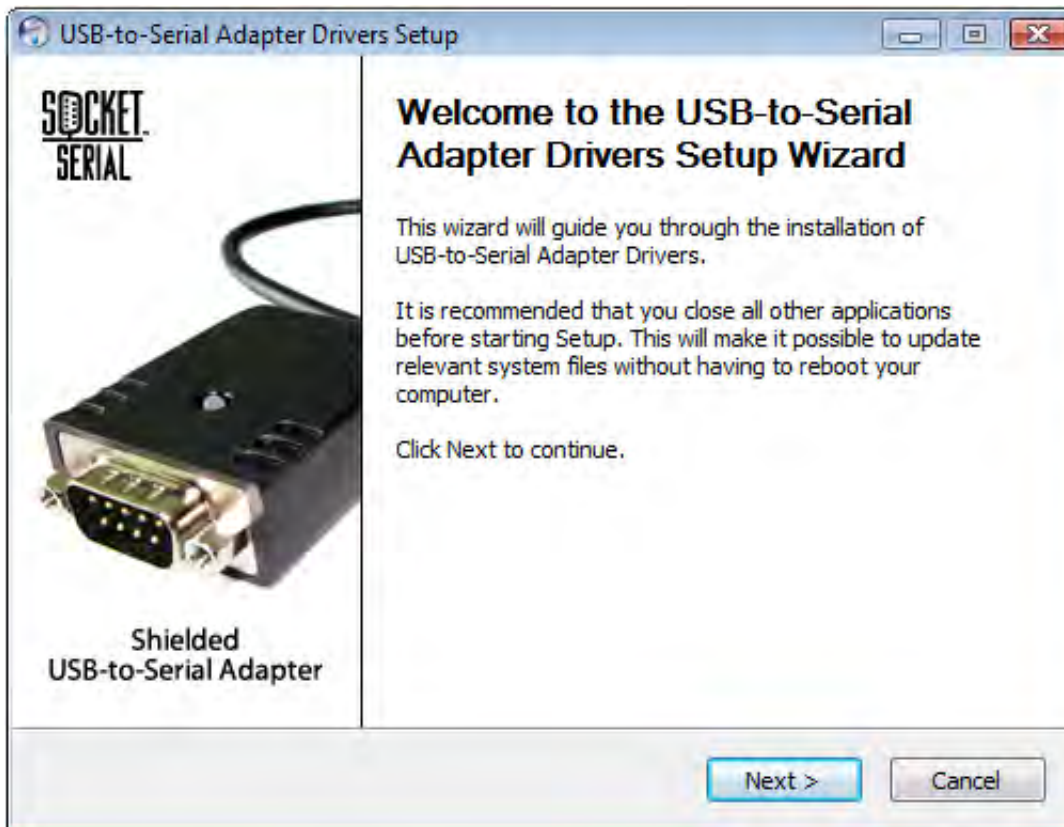 USB-to-Serial Adapter Drivers Setup
SOCKET
SERIAL
Shielded
USB-to-Serial Adapter
Welcome to the USB-to-Serial
Adapter Drivers Setup Wizard
This wizard will guide you through the installation of
USB-to-Serial Adapter Drivers.
It is recommended that you close all other applications
before starting Setup. This will make it possible to update
relevant system files without having to reboot your
computer.
Click Next to continue.
Next >
Cancel